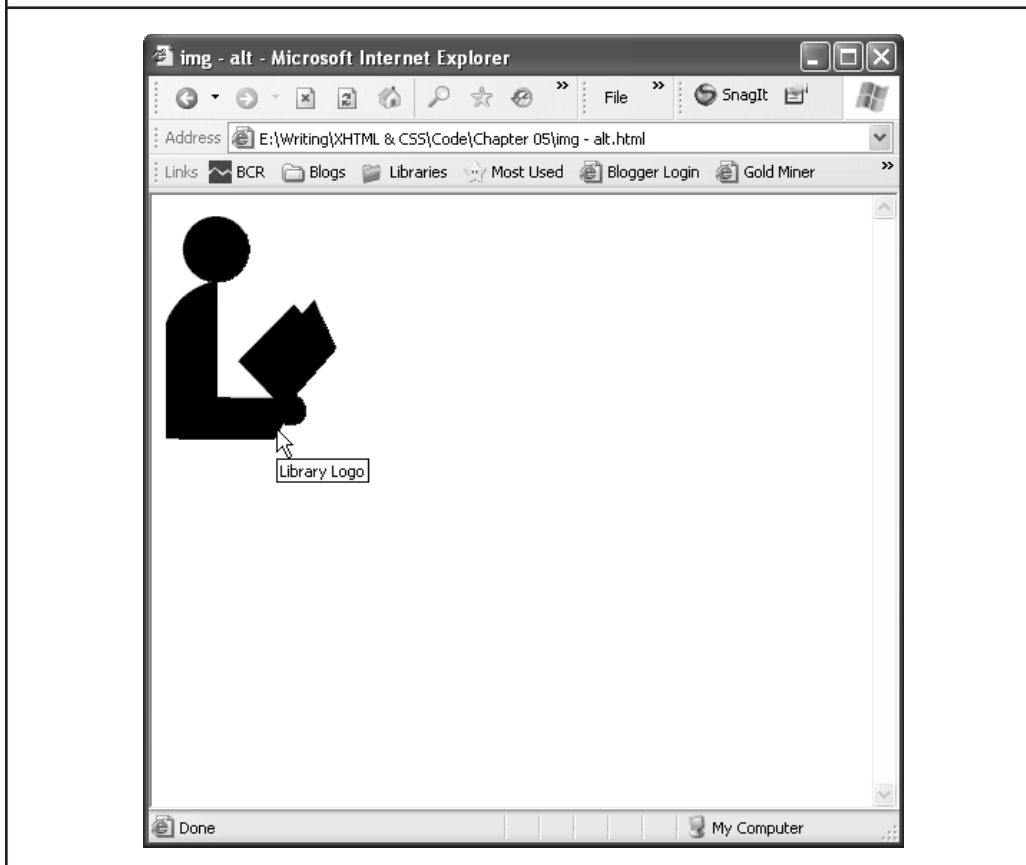 img - alt - Microsoft Internet Explorer
File » SnagIt
Address E:\Writing\XHTML & CSS\Code\Chapter 05\img - alt.html
Links BCR Blogs Libraries Most Used Blogger Login Gold Miner »
Library Logo
Done My Computer